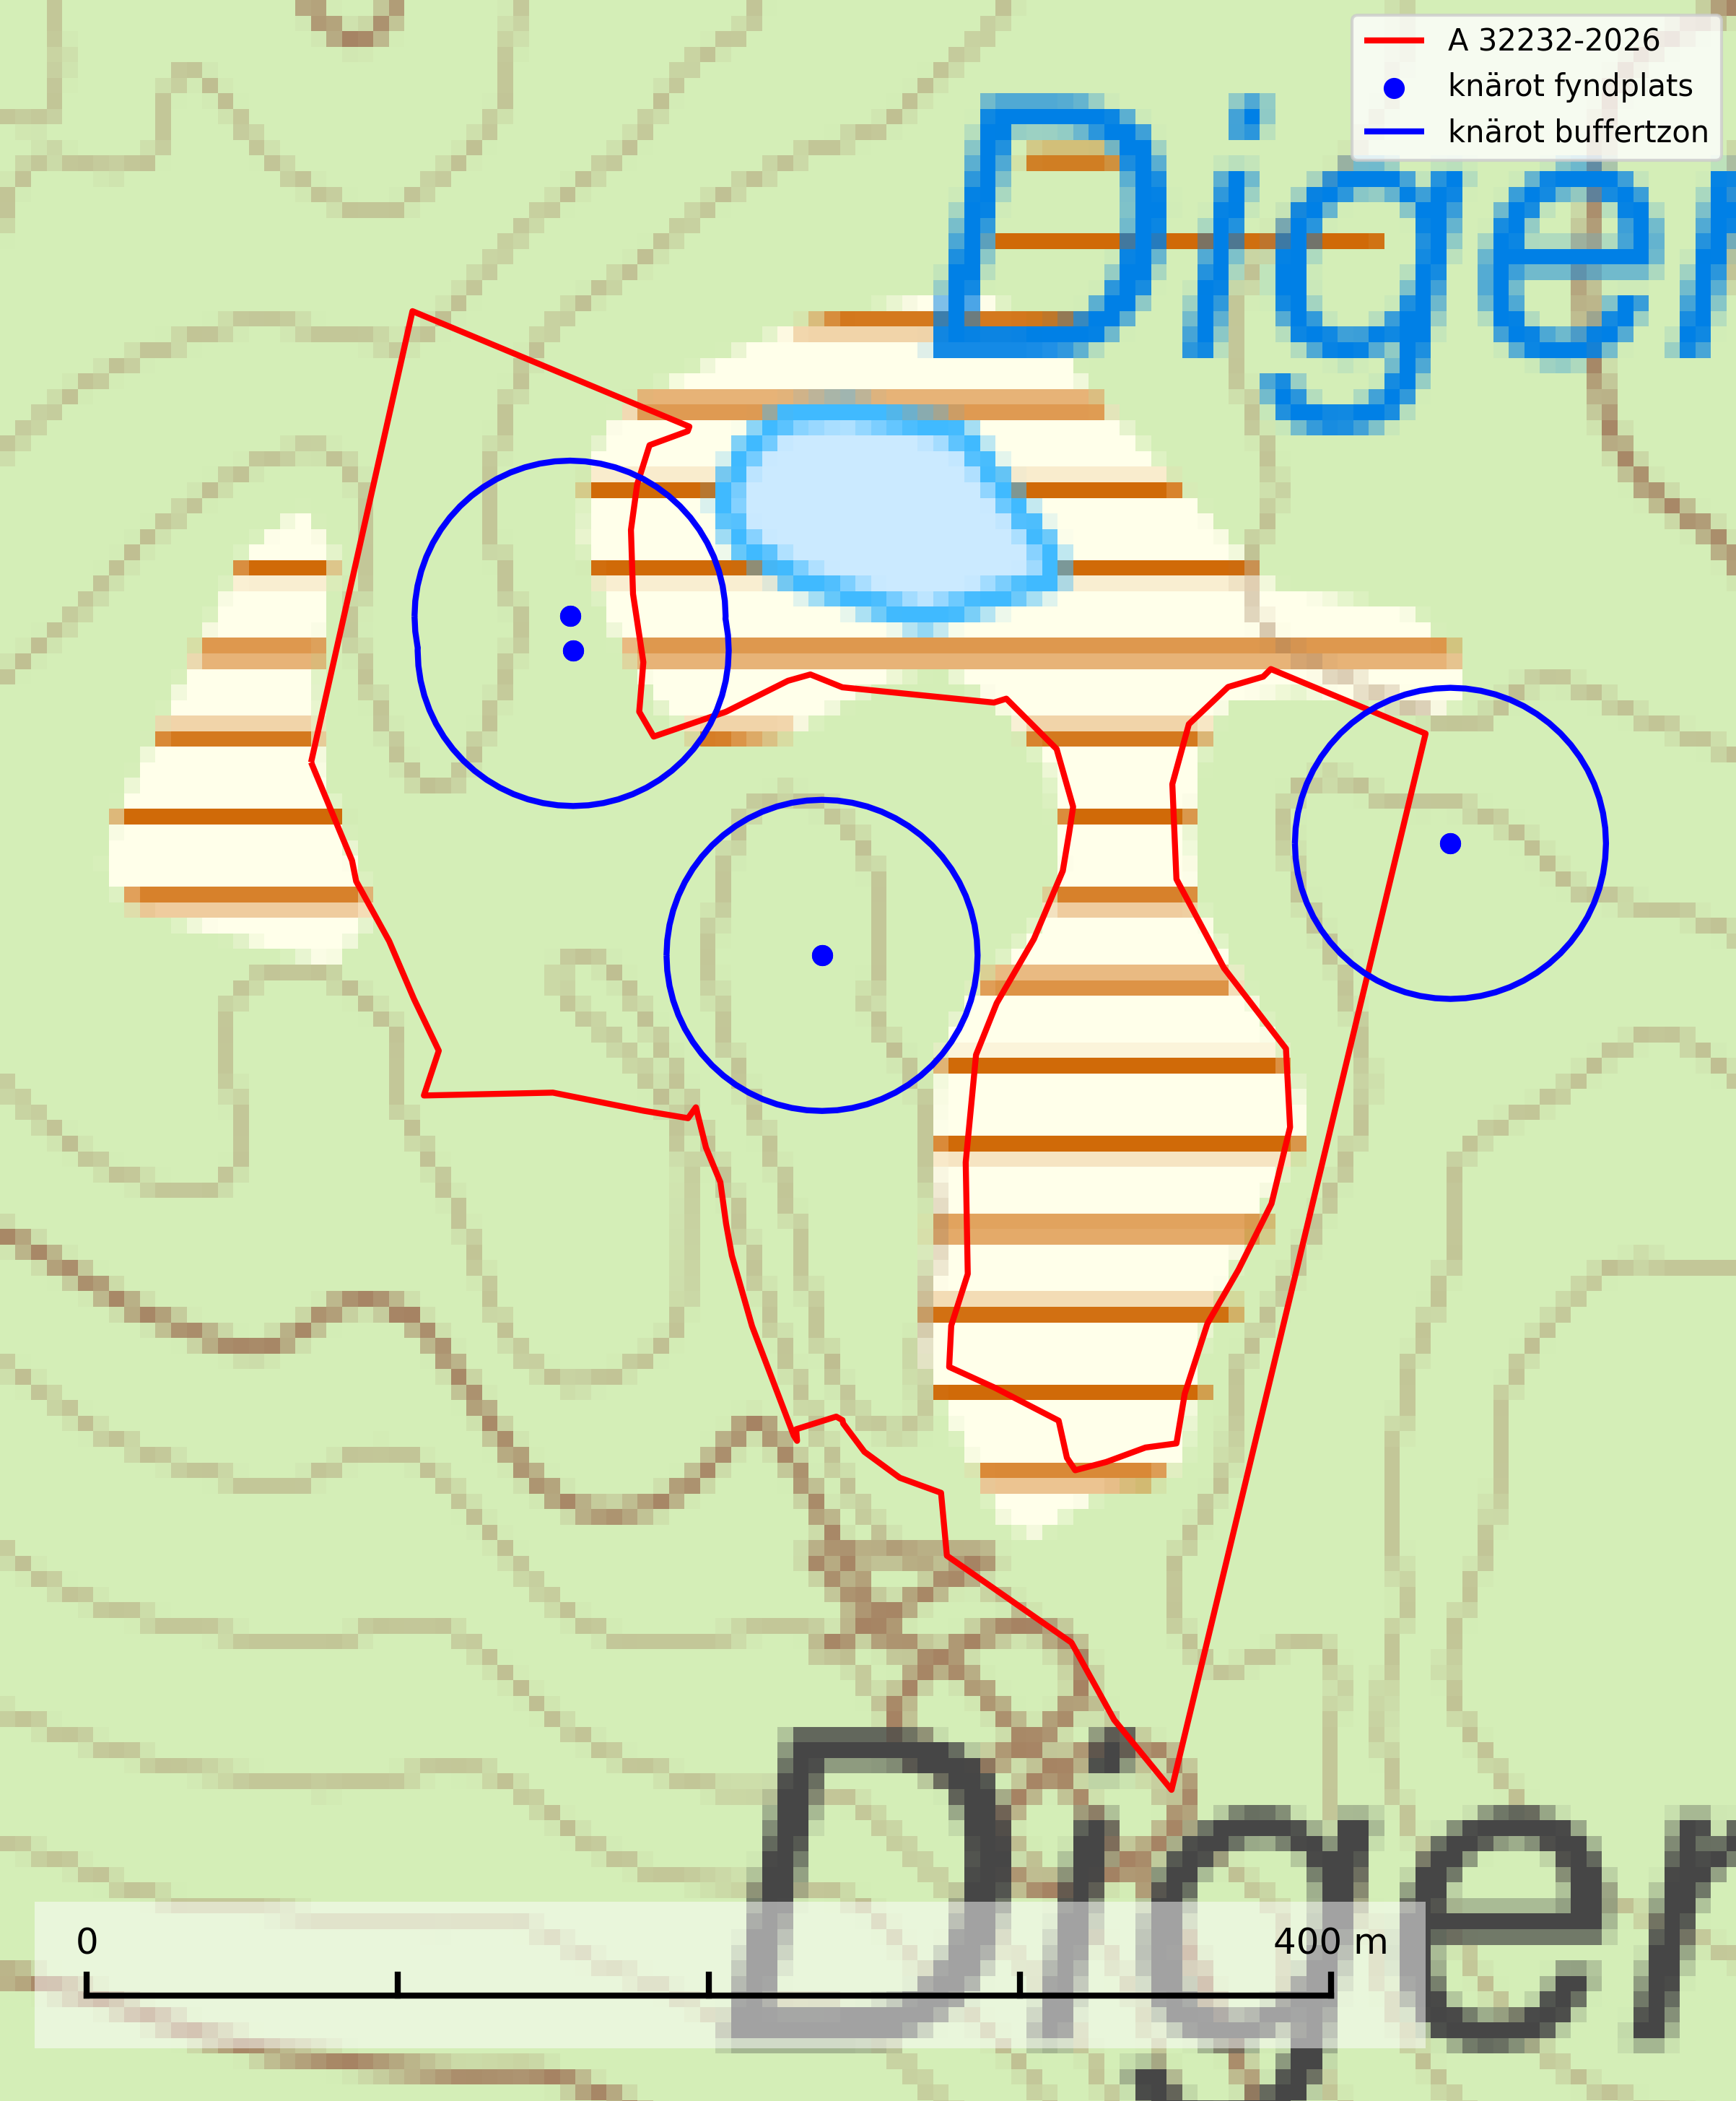 A 32232-2026
knärot fyndplats
knärot buffertzon
Diger
Diger
0 400 m